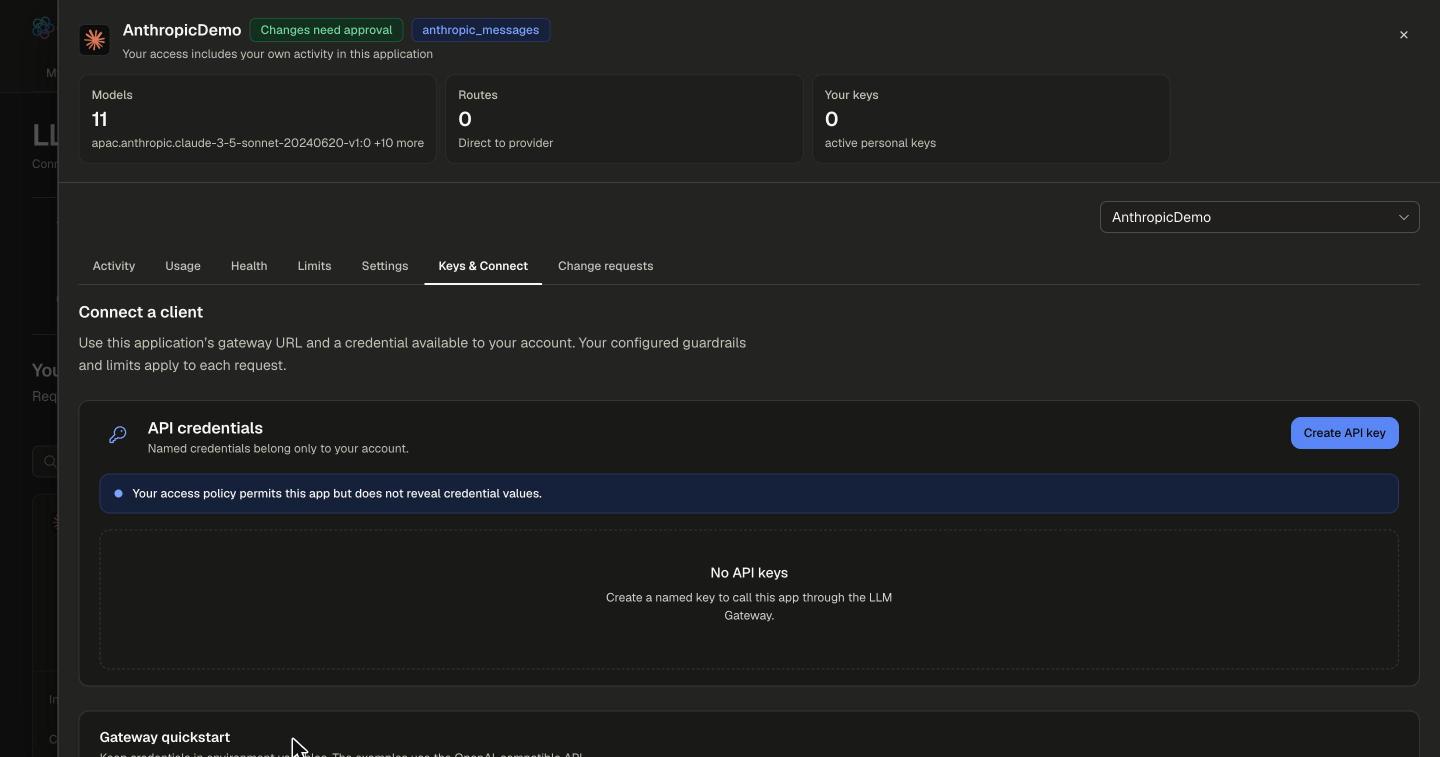 AnthropicDemo Changes need approval anthropic_messages
Your access includes your own activity in this application
Models
11
apac.anthropic.claude-3-5-sonnet-20240620-v1:0 +10 more
Routes
0
Direct to provider
Your keys
0
active personal keys
AnthropicDemo
Activity Usage Health Limits Settings Keys & Connect Change requests
Connect a client
Use this application's gateway URL and a credential available to your account. Your configured guardrails
and limits apply to each request.
API credentials
Named credentials belong only to your account.
Create API key
Your access policy permits this app but does not reveal credential values.
No API keys
Create a named key to call this app through the LLM
Gateway.
Gateway quickstart